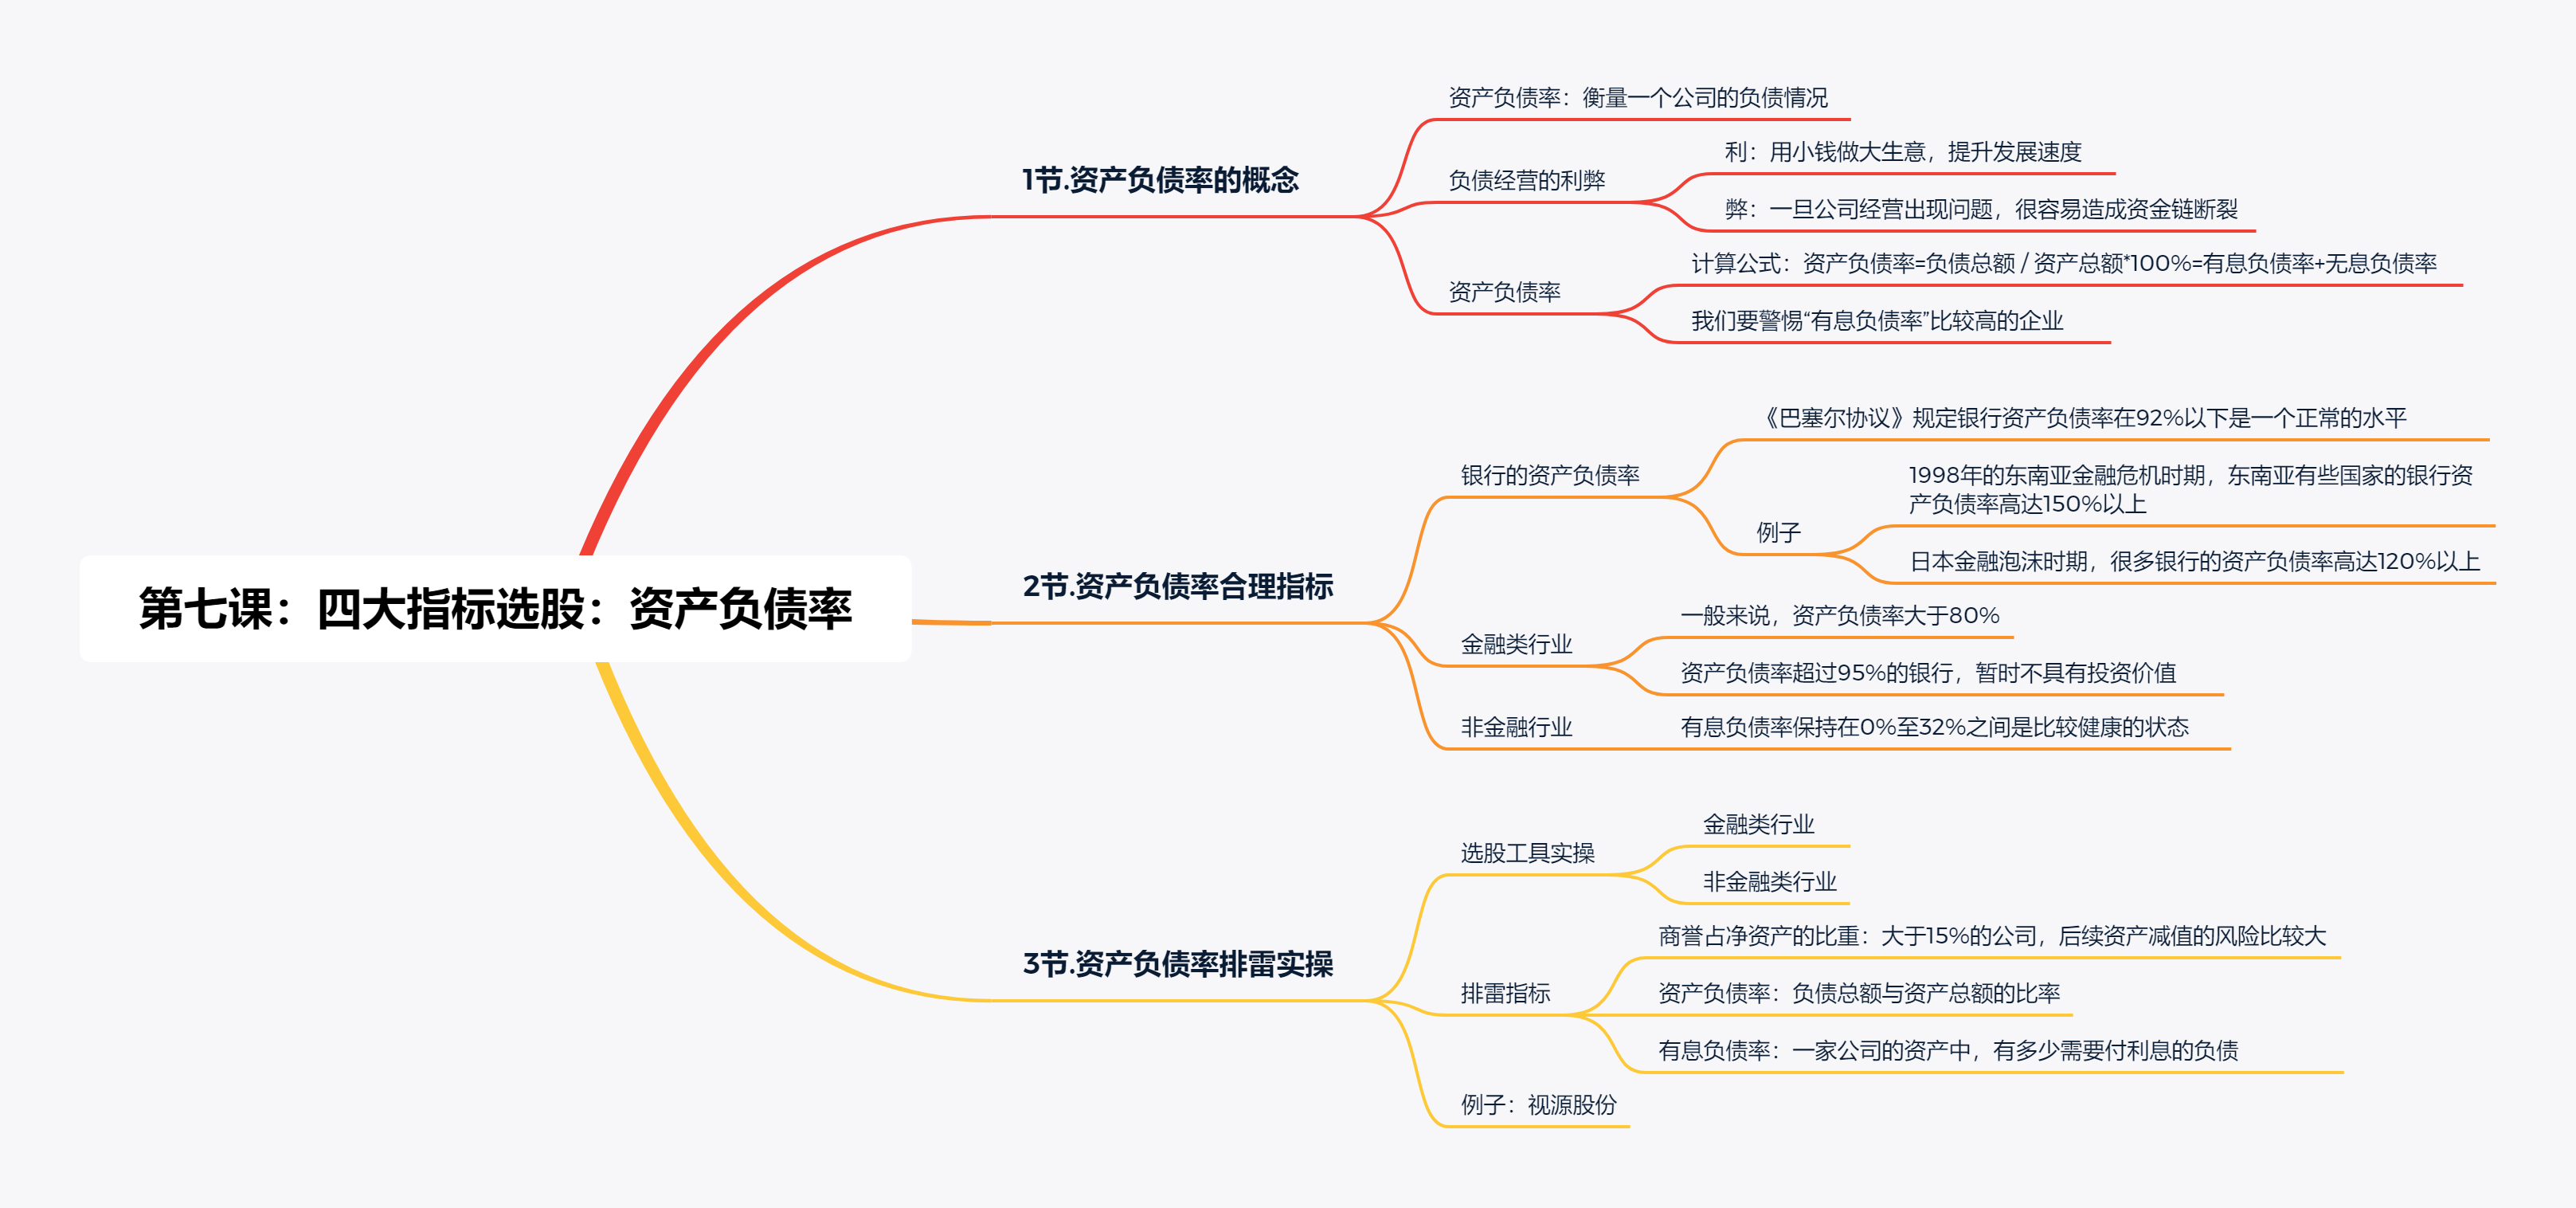 第七课：四大指标选股：资产负债率
1节.资产负债率的概念
资产负债率：衡量一个公司的负债情况
负债经营的利弊
利：用小钱做大生意，提升发展速度
弊：一旦公司经营出现问题，很容易造成资金链断裂
资产负债率
计算公式：资产负债率=负债总额 / 资产总额*100%=有息负债率+无息负债率
我们要警惕“有息负债率”比较高的企业
2节.资产负债率合理指标
银行的资产负债率
《巴塞尔协议》规定银行资产负债率在92%以下是一个正常的水平
例子
1998年的东南亚金融危机时期，东南亚有些国家的银行资
产负债率高达150%以上
日本金融泡沫时期，很多银行的资产负债率高达120%以上
金融类行业
一般来说，资产负债率大于80%
资产负债率超过95%的银行，暂时不具有投资价值
非金融行业
有息负债率保持在0%至32%之间是比较健康的状态
3节.资产负债率排雷实操
选股工具实操
金融类行业
非金融类行业
排雷指标
商誉占净资产的比重：大于15%的公司，后续资产减值的风险比较大
资产负债率：负债总额与资产总额的比率
有息负债率：一家公司的资产中，有多少需要付利息的负债
例子：视源股份